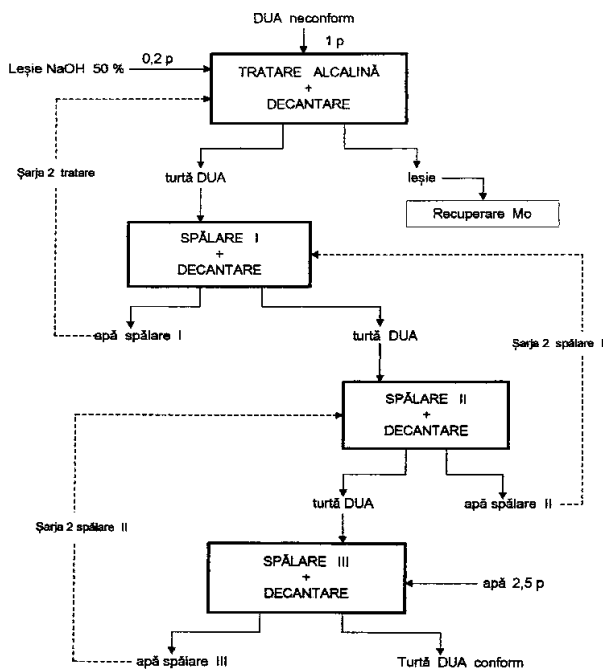 DUA neconform
1 p
Leșie NaOH 50 %
0,2 p
TRATARE ALCALINĂ
+
DECANTARE
Șarja 2 tratare
turtă DUA
leșie
Recuperare Mo
SPĂLARE I
+
DECANTARE
apă spălare I
turtă DUA
Șarja 2 spălare I
SPĂLARE II
+
DECANTARE
turtă DUA
apă spălare II
Șarja 2 spălare II
SPĂLARE III
+
DECANTARE
apă 2,5 p
apă spălare III
Turtă DUA conform